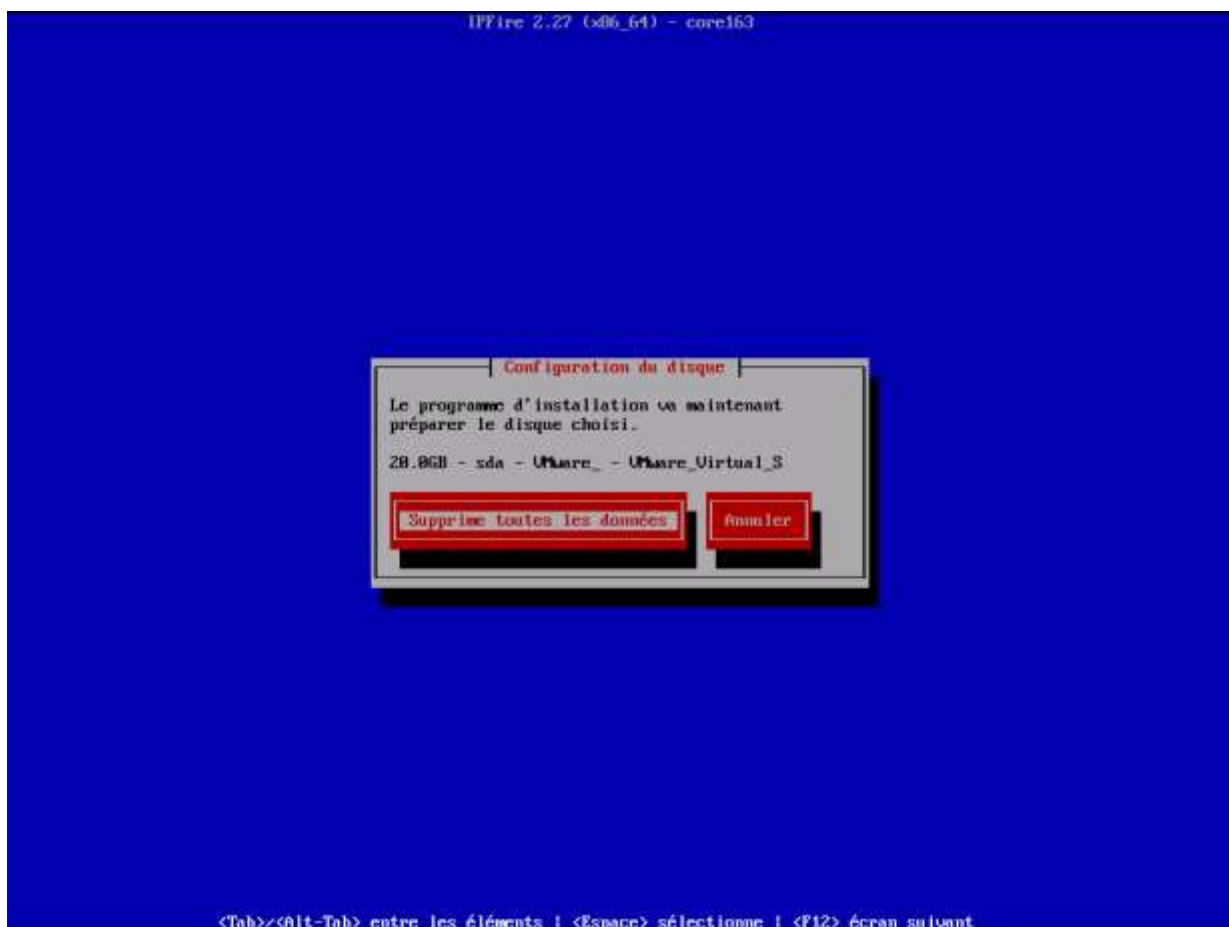 IPFire 2.27 (x86_64) - core163
Configuration du disque
Le programme d'installation va maintenant
préparer le disque choisi.
20.0GB - sda - VMware_ - VMware_Virtual_S
Supprime toutes les données
Annuler
<Tab>/<Alt-Tab> entre les éléments | <Espace> sélectionne | <F12> écran suivant